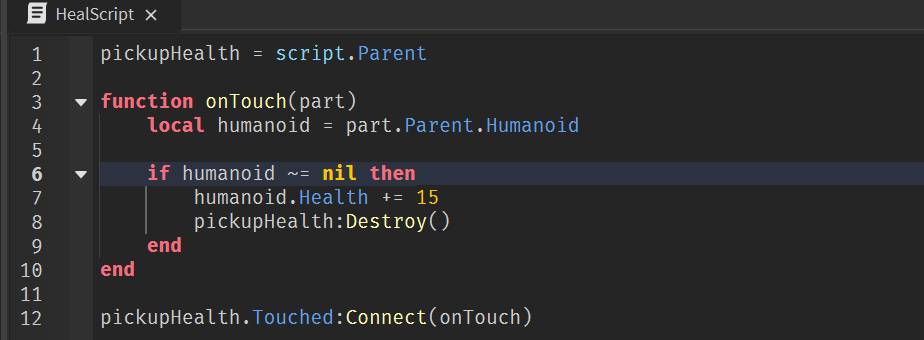 HealScript
1 pickupHealth = script.Parent
2
3 function onTouch(part)
4     local humanoid = part.Parent.Humanoid
5
6     if humanoid ~= nil then
7         humanoid.Health += 15
8         pickupHealth:Destroy()
9     end
10 end
11
12 pickupHealth.Touched:Connect(onTouch)